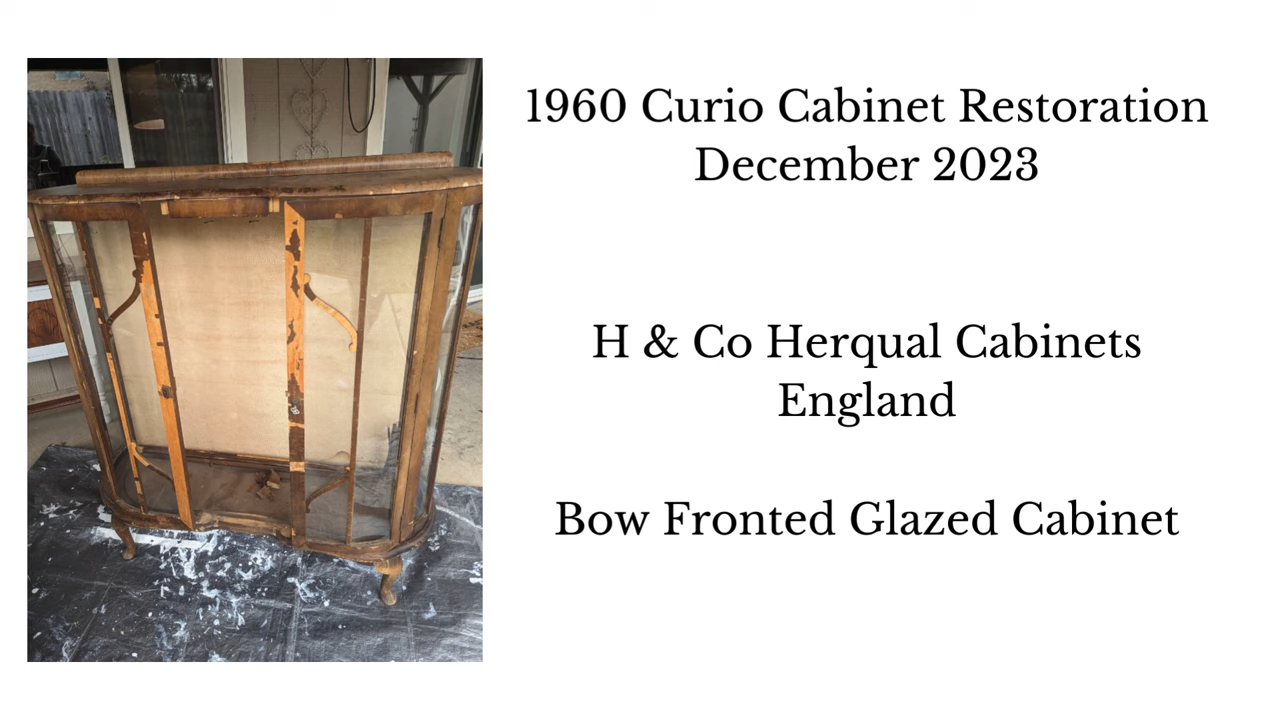 1960 Curio Cabinet Restoration
December 2023
H & Co Herqual Cabinets
England
Bow Fronted Glazed Cabinet